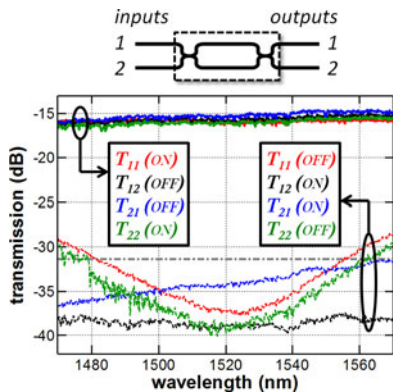 inputs outputs
1 1
2 2
-15
-20
-25
-30
-35
-40
transmission (dB)
T11 (ON)
T12 (OFF)
T21 (OFF)
T22 (ON)
T11 (OFF)
T12 (ON)
T21 (ON)
T22 (OFF)
1480 1500 1520 1540 1560
wavelength (nm)